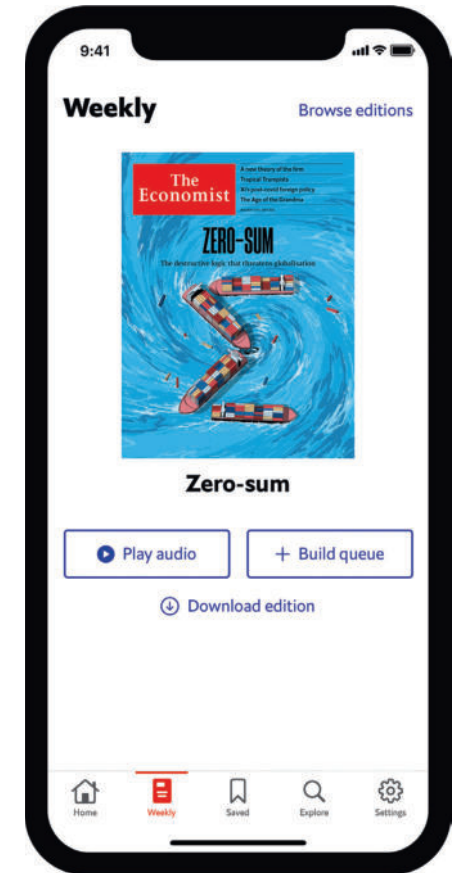 9:41
Weekly
Browse editions
The
Economist
A new theory of the firm
Tropical Trumpists
Xi's post-covid foreign policy
The Age of the Grandma
ZERO-SUM
The destructive logic that threatens globalisation
Zero-sum
Play audio
+ Build queue
Download edition
Home
Weekly
Saved
Explore
Settings